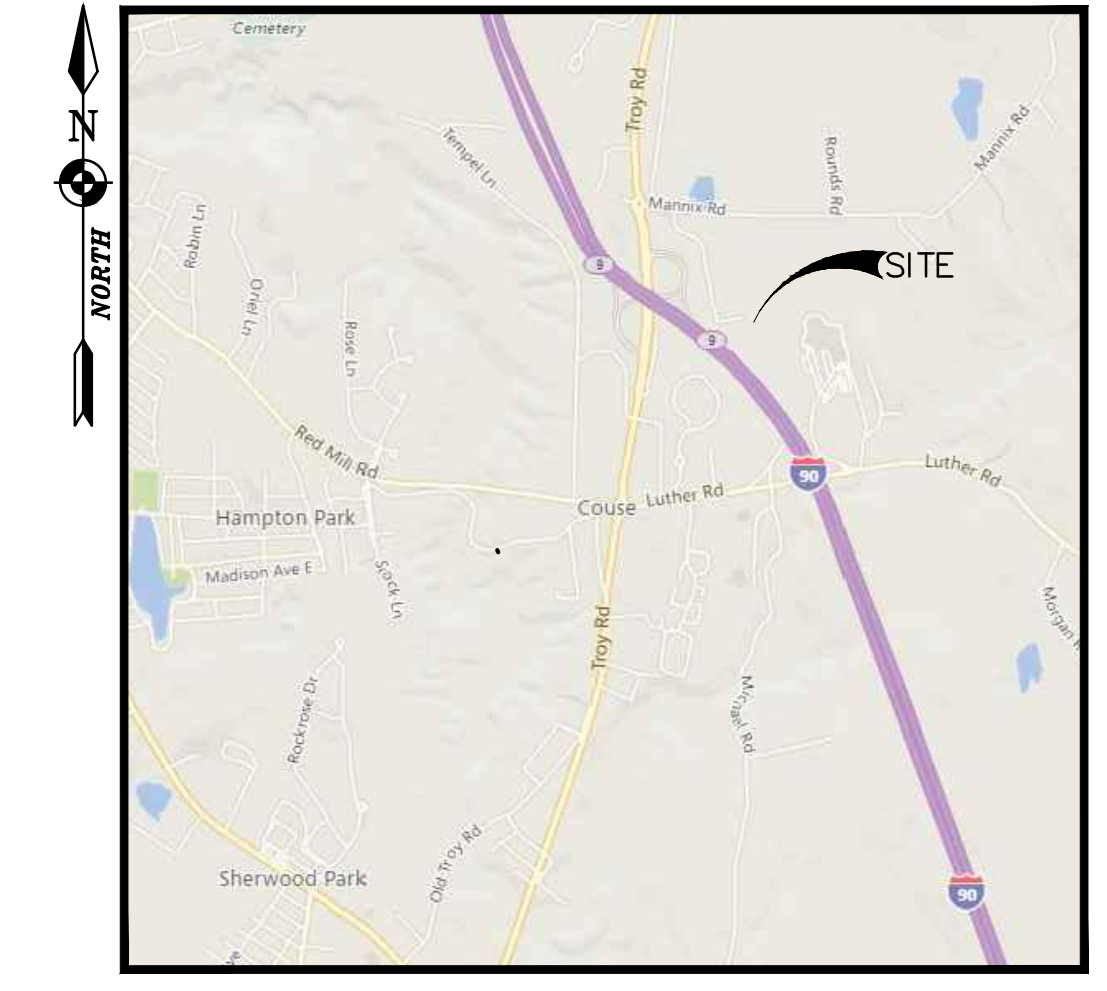 Cemetery
Troy Rd
Tempel Ln
Rounds Rd
Mannix Rd
Mannix Rd
N
Robin Ln
NORTH
9
SITE
Oriel Ln
Rose Ln
9
Red Mill Rd
90
Luther Rd
Couse
Luther Rd
Hampton Park
Madison Ave E
Stock Ln
Troy Rd
Morgan
Rockrose Dr
Michael Rd
Old Troy Rd
Sherwood Park
90